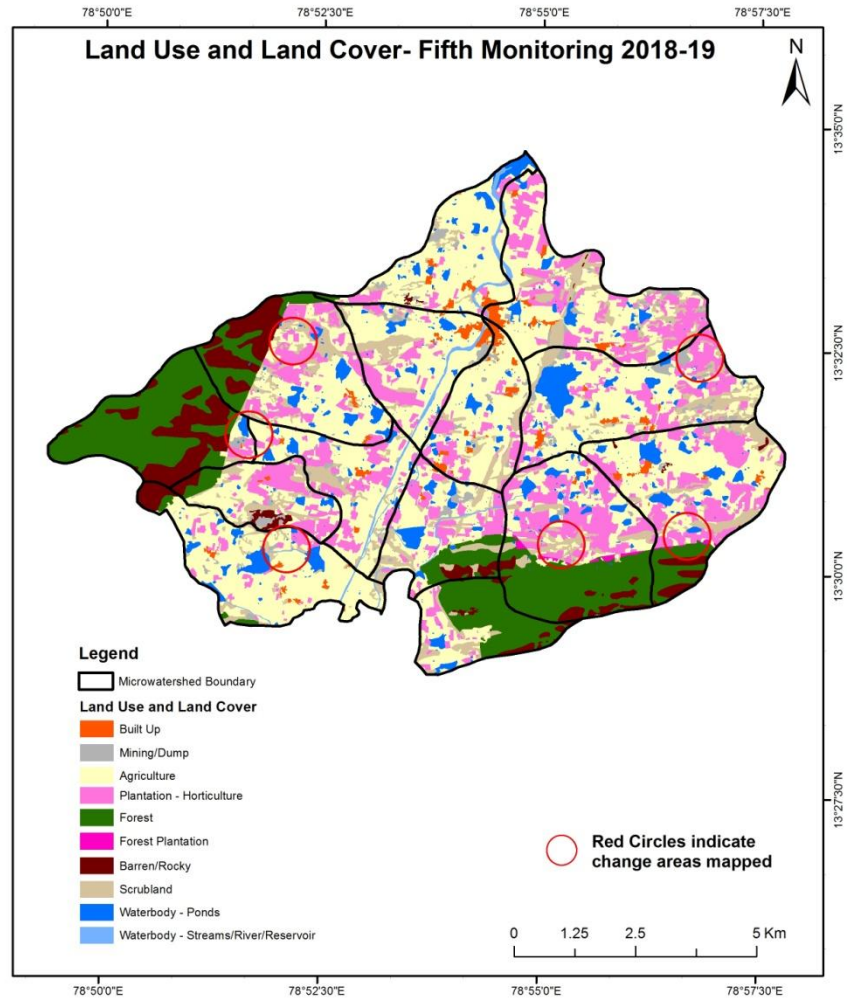 78°50'0"E 78°52'30"E 78°55'0"E 78°57'30"E
Land Use and Land Cover- Fifth Monitoring 2018-19
N
13°35'0"N
13°32'30"N
13°30'0"N
13°27'30"N
Legend
Microwatershed Boundary
Land Use and Land Cover
Built Up
Mining/Dump
Agriculture
Plantation - Horticulture
Forest
Forest Plantation
Barren/Rocky
Scrubland
Waterbody - Ponds
Waterbody - Streams/River/Reservoir
Red Circles indicate
change areas mapped
0 1.25 2.5 5 Km
78°50'0"E 78°52'30"E 78°55'0"E 78°57'30"E